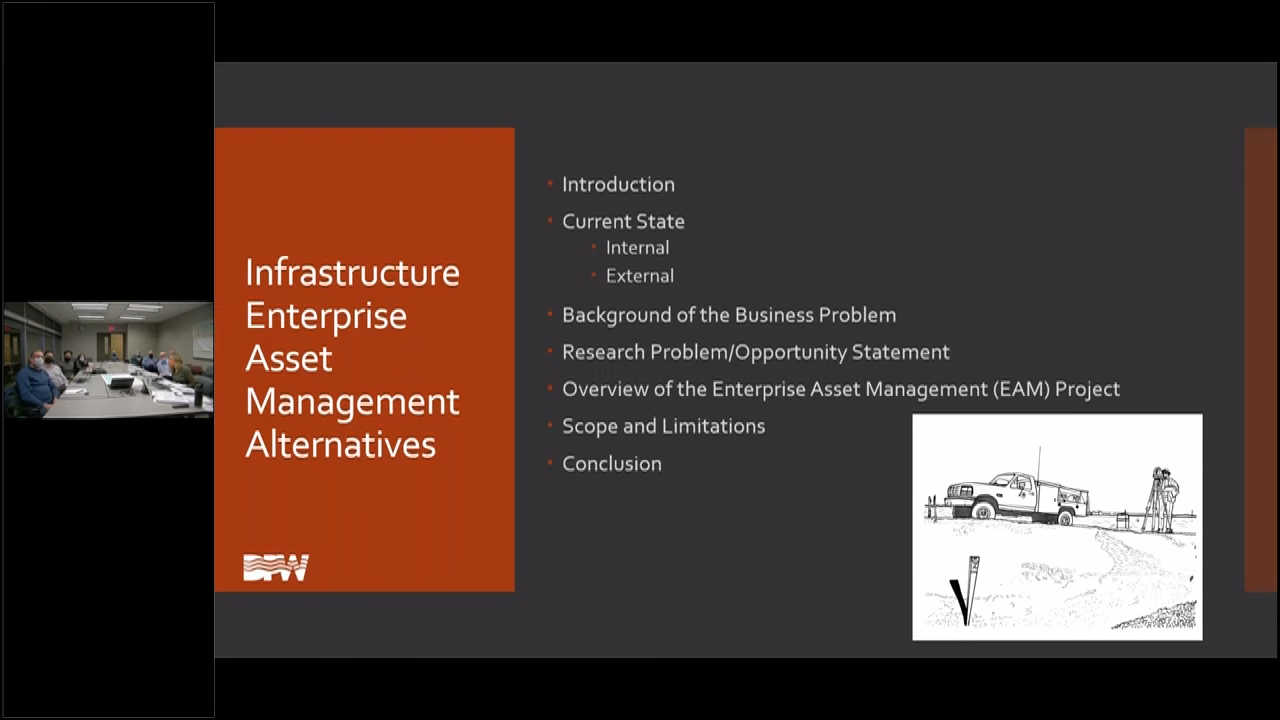 Infrastructure
Enterprise
Asset
Management
Alternatives
BPW
Introduction
Current State
Internal
External
Background of the Business Problem
Research Problem/Opportunity Statement
Overview of the Enterprise Asset Management (EAM) Project
Scope and Limitations
Conclusion